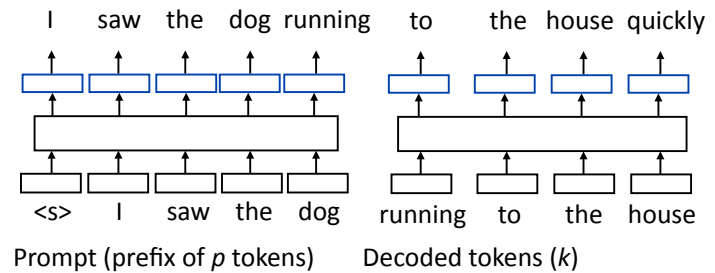 I saw the dog running to the house quickly
<s> I saw the dog running to the house
Prompt (prefix of p tokens) Decoded tokens (k)